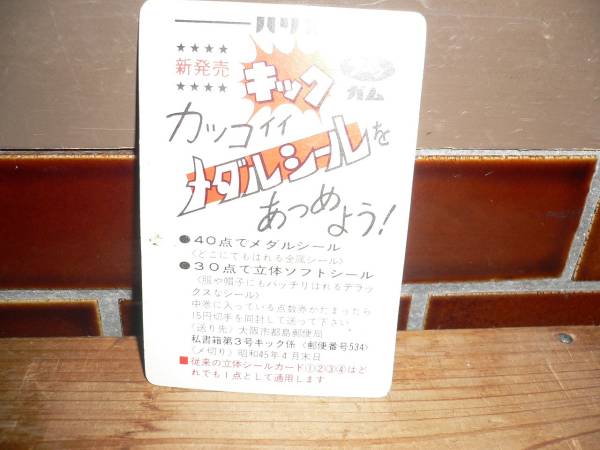 ハリス
★★★★
新発売
★★★★
キック
ガム
カッコイイ
メダルシールを
あつめ
よう!
●40点でメダルシール
〈どこにでもはれる金属シール〉
●30点で立体ソフトシール
〈服や帽子にもバッチリはれるデラッ
クスなシール〉
中巻に入っている点数券がたまったら
15円切手を同封して送って下さい
〈送り先〉大阪市都島郵便局
私書箱第3号キック係〈郵便番号534〉
〈〆切り〉昭和45年4月末日
■従来の立体シールカード①②③④はど
れでも1点として通用します